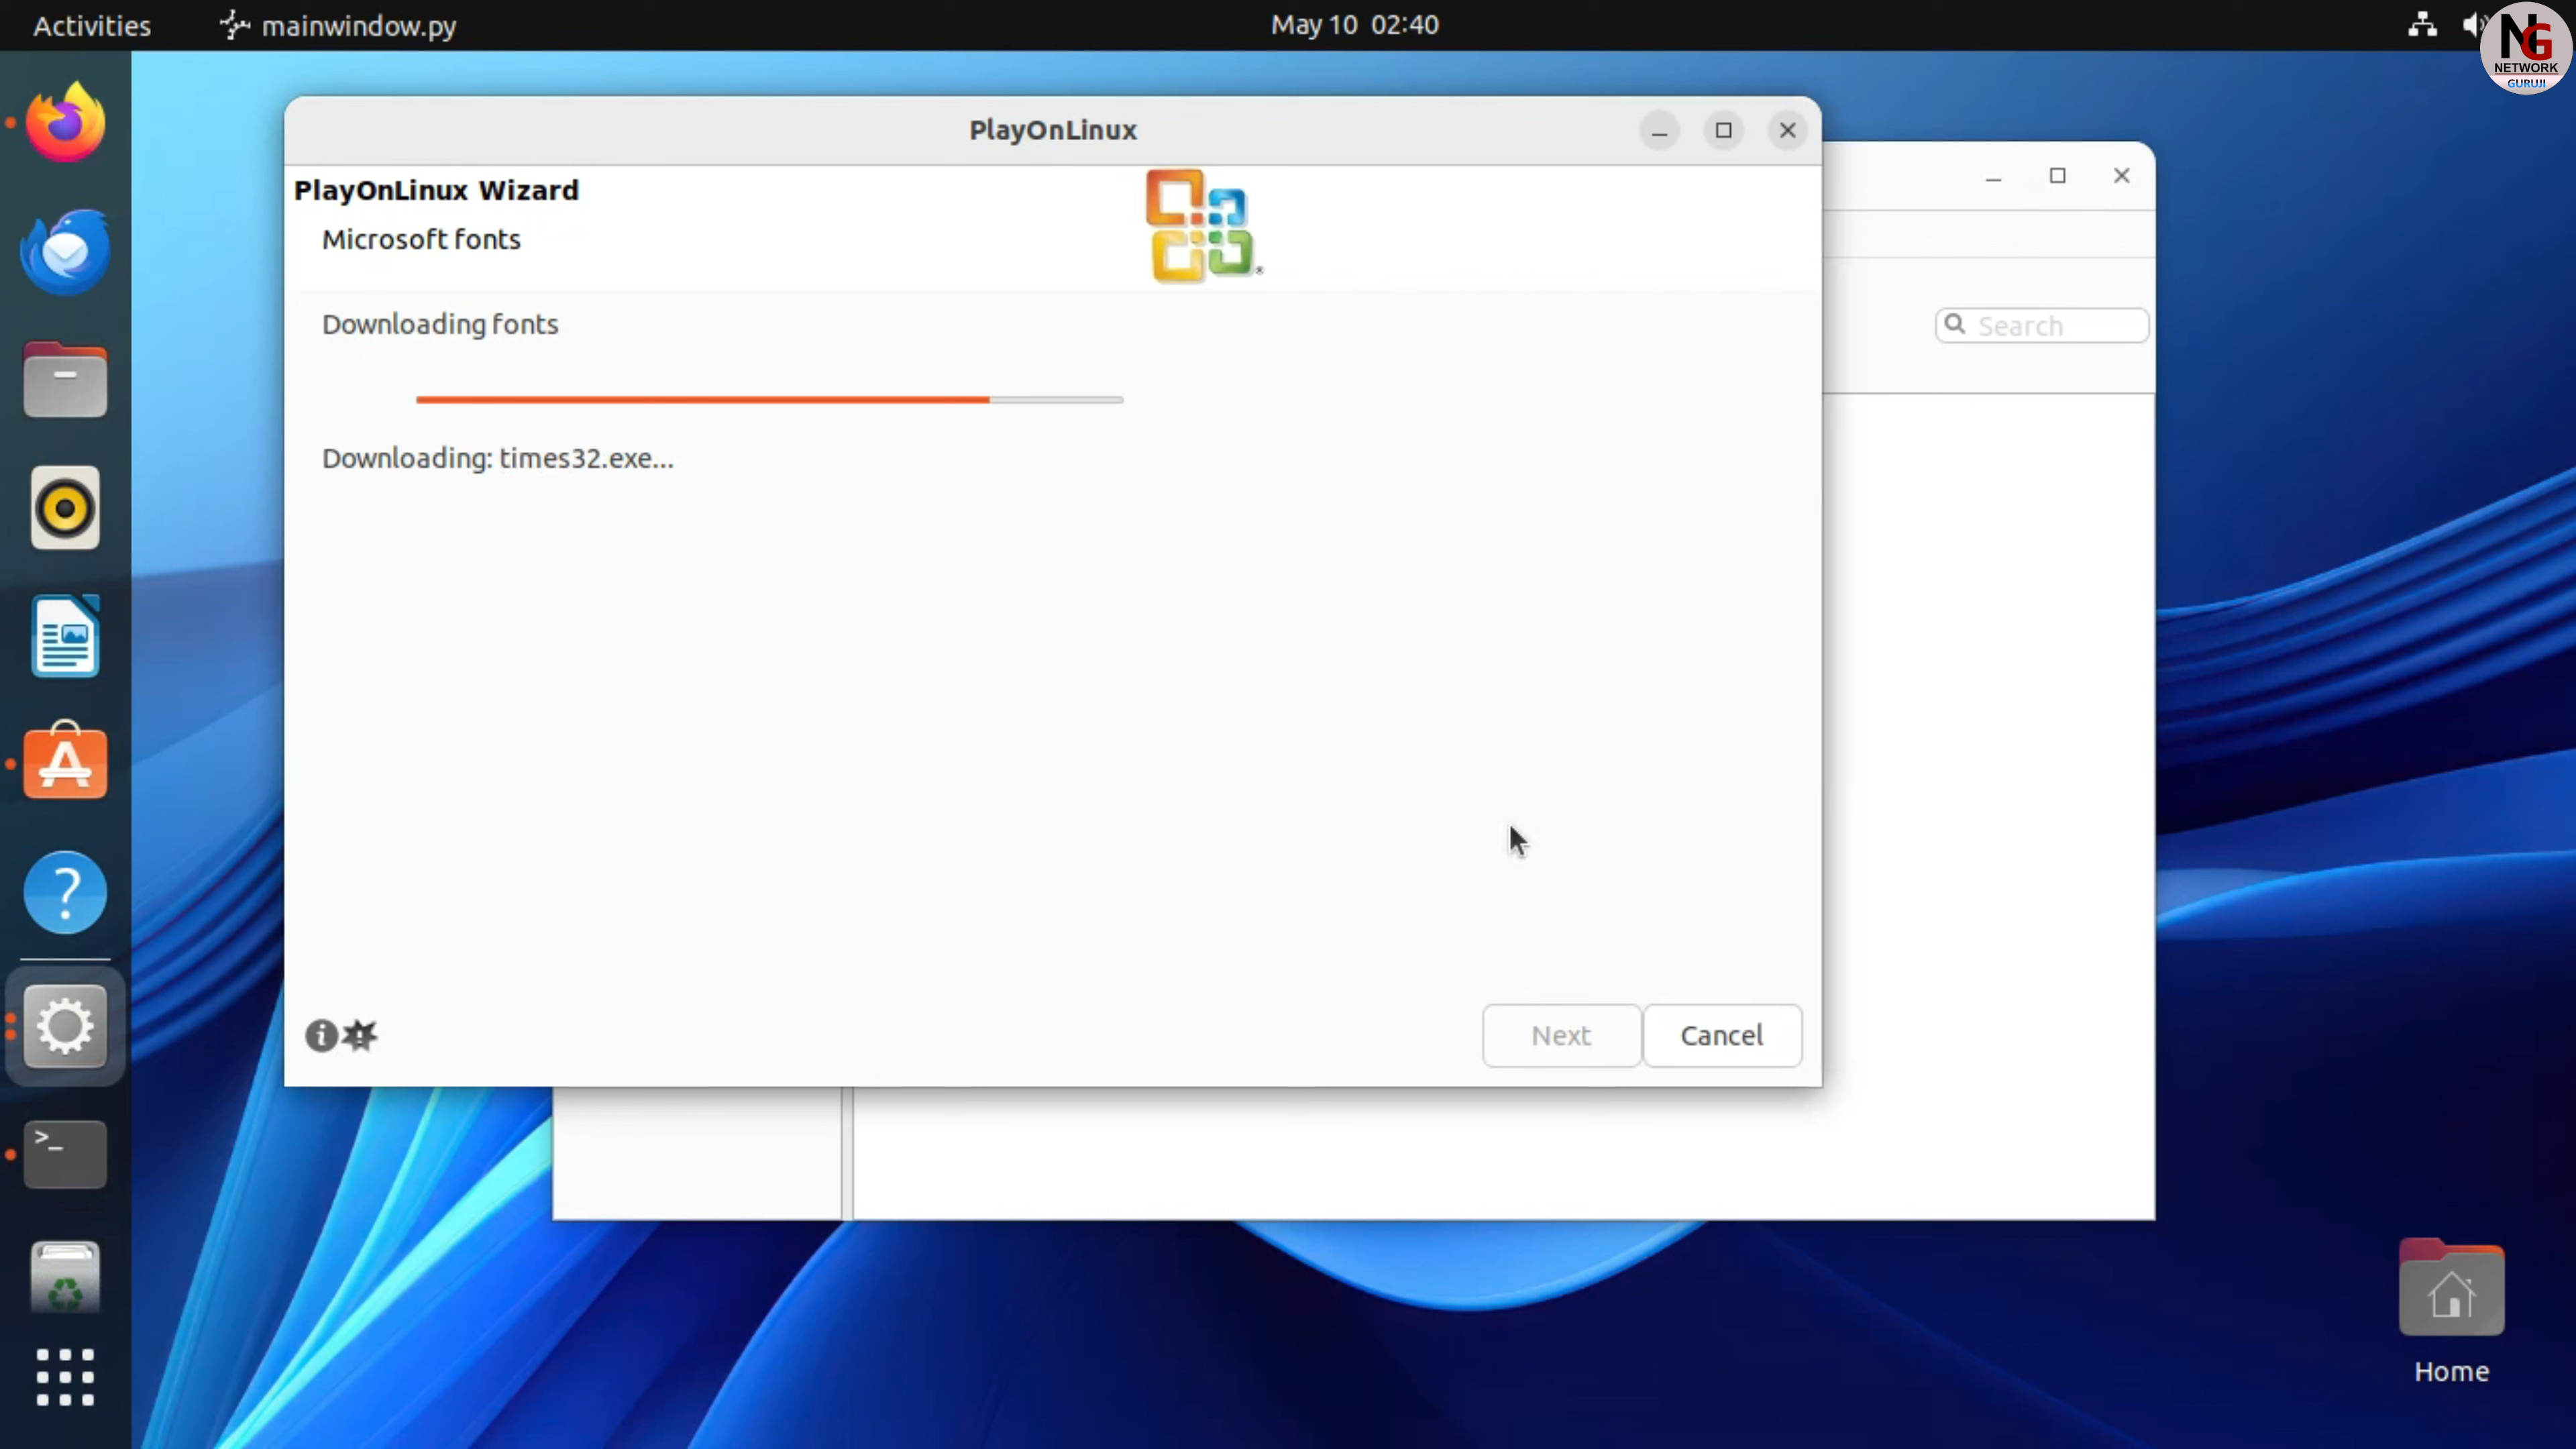 Activities
mainwindow.py
May 10 02:40
NG
NETWORK
GURUJI
PlayOnLinux
PlayOnLinux Wizard
Microsoft fonts
Downloading fonts
Search
Downloading: times32.exe...
Next
Cancel
Home